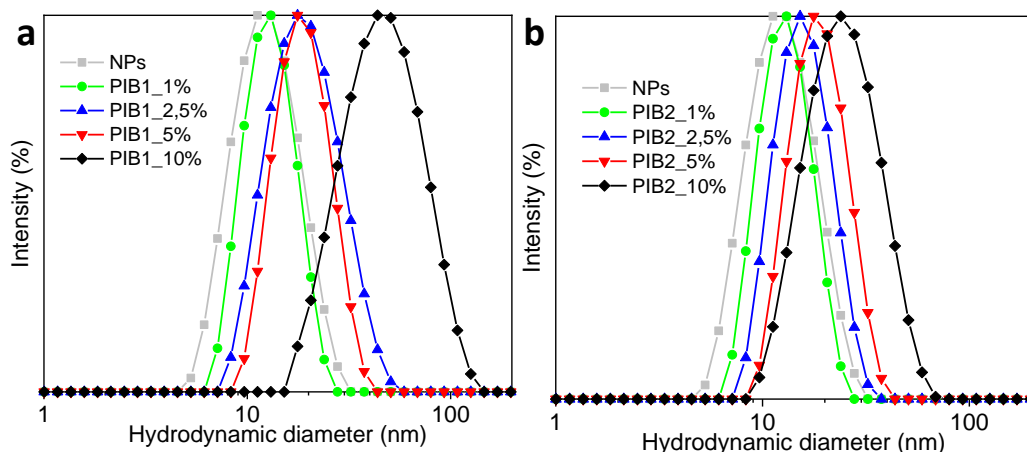 a
NPs
PIB1_1%
PIB1_2,5%
PIB1_5%
PIB1_10%
Intensity (%)
1
10
100
Hydrodynamic diameter (nm)
b
NPs
PIB2_1%
PIB2_2,5%
PIB2_5%
PIB2_10%
Intensity (%)
1
10
100
Hydrodynamic diameter (nm)